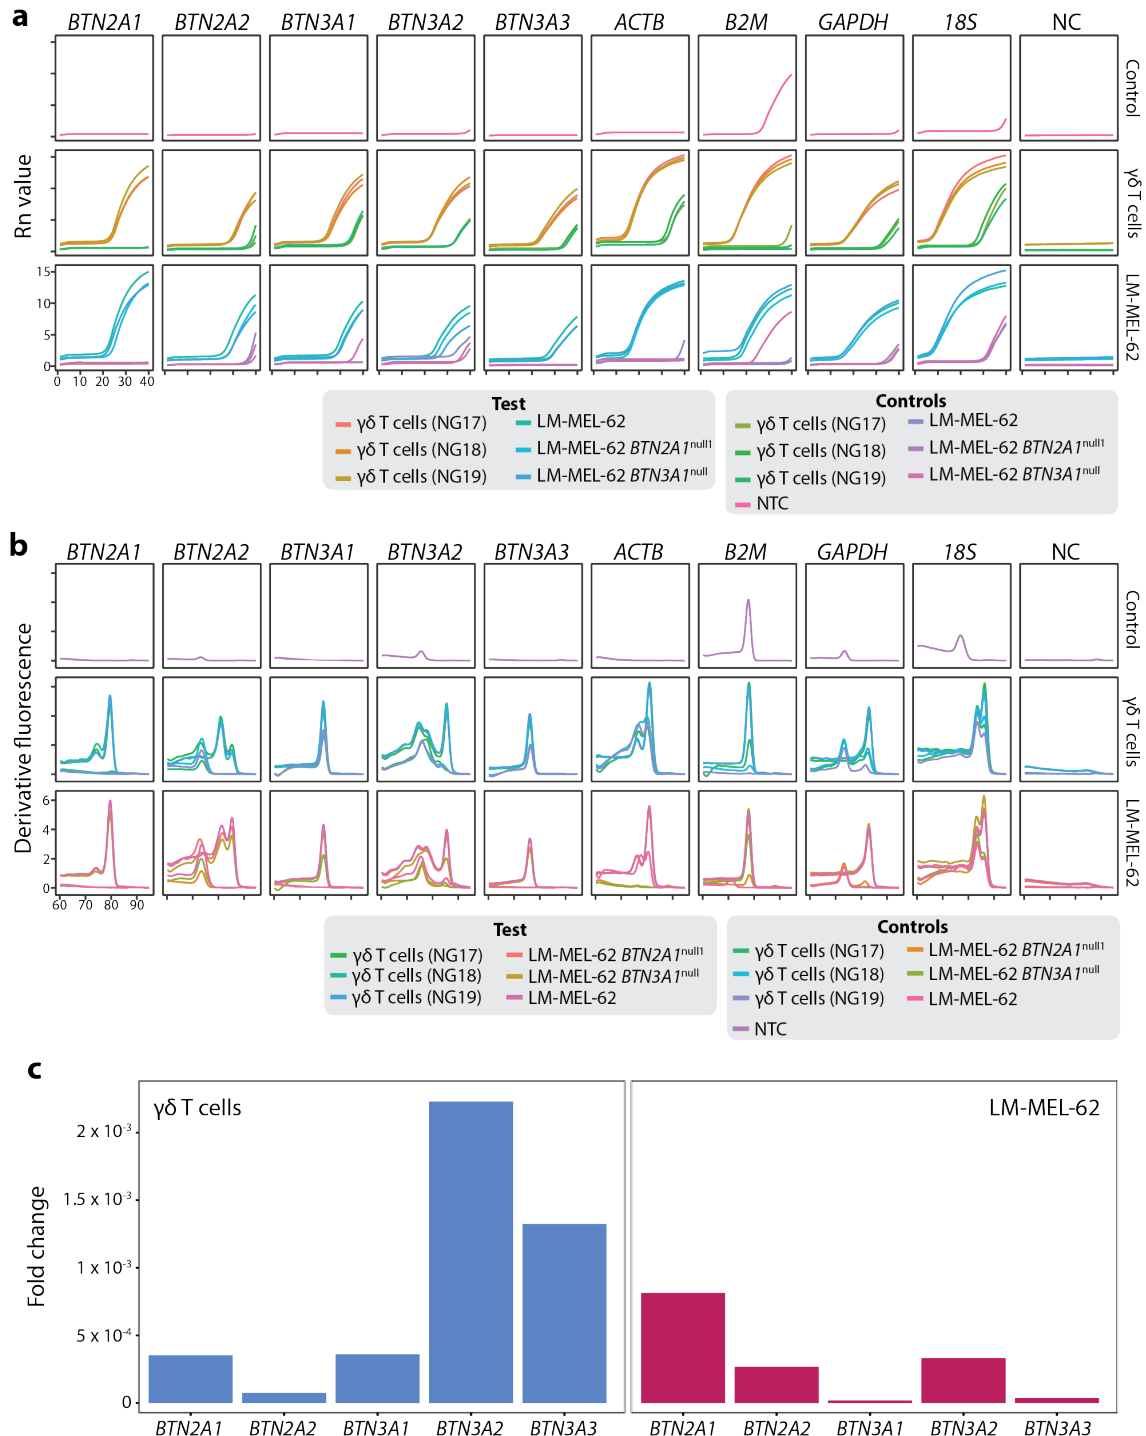 a
BTN2A1 BTN2A2 BTN3A1 BTN3A2 BTN3A3 ACTB B2M GAPDH 18S NC
Control
γδ T cells
LM-MEL-62
Rn value
15
10
5
0
0 10 20 30 40
Test
γδ T cells (NG17) LM-MEL-62
γδ T cells (NG18) LM-MEL-62 BTN2A1null1
γδ T cells (NG19) LM-MEL-62 BTN3A1null
Controls
γδ T cells (NG17) LM-MEL-62
γδ T cells (NG18) LM-MEL-62 BTN2A1null1
γδ T cells (NG19) LM-MEL-62 BTN3A1null
NTC
b
BTN2A1 BTN2A2 BTN3A1 BTN3A2 BTN3A3 ACTB B2M GAPDH 18S NC
Control
γδ T cells
LM-MEL-62
Derivative fluorescence
6
4
2
0
60 70 80 90
Test
γδ T cells (NG17) LM-MEL-62 BTN2A1null1
γδ T cells (NG18) LM-MEL-62 BTN3A1null
γδ T cells (NG19) LM-MEL-62
Controls
γδ T cells (NG17) LM-MEL-62 BTN2A1null1
γδ T cells (NG18) LM-MEL-62 BTN3A1null
γδ T cells (NG19) LM-MEL-62
NTC
c
γδ T cells LM-MEL-62
Fold change
2 x 10-3
1.5 x 10-3
1 x 10-3
5 x 10-4
0
BTN2A1 BTN2A2 BTN3A1 BTN3A2 BTN3A3 BTN2A1 BTN2A2 BTN3A1 BTN3A2 BTN3A3